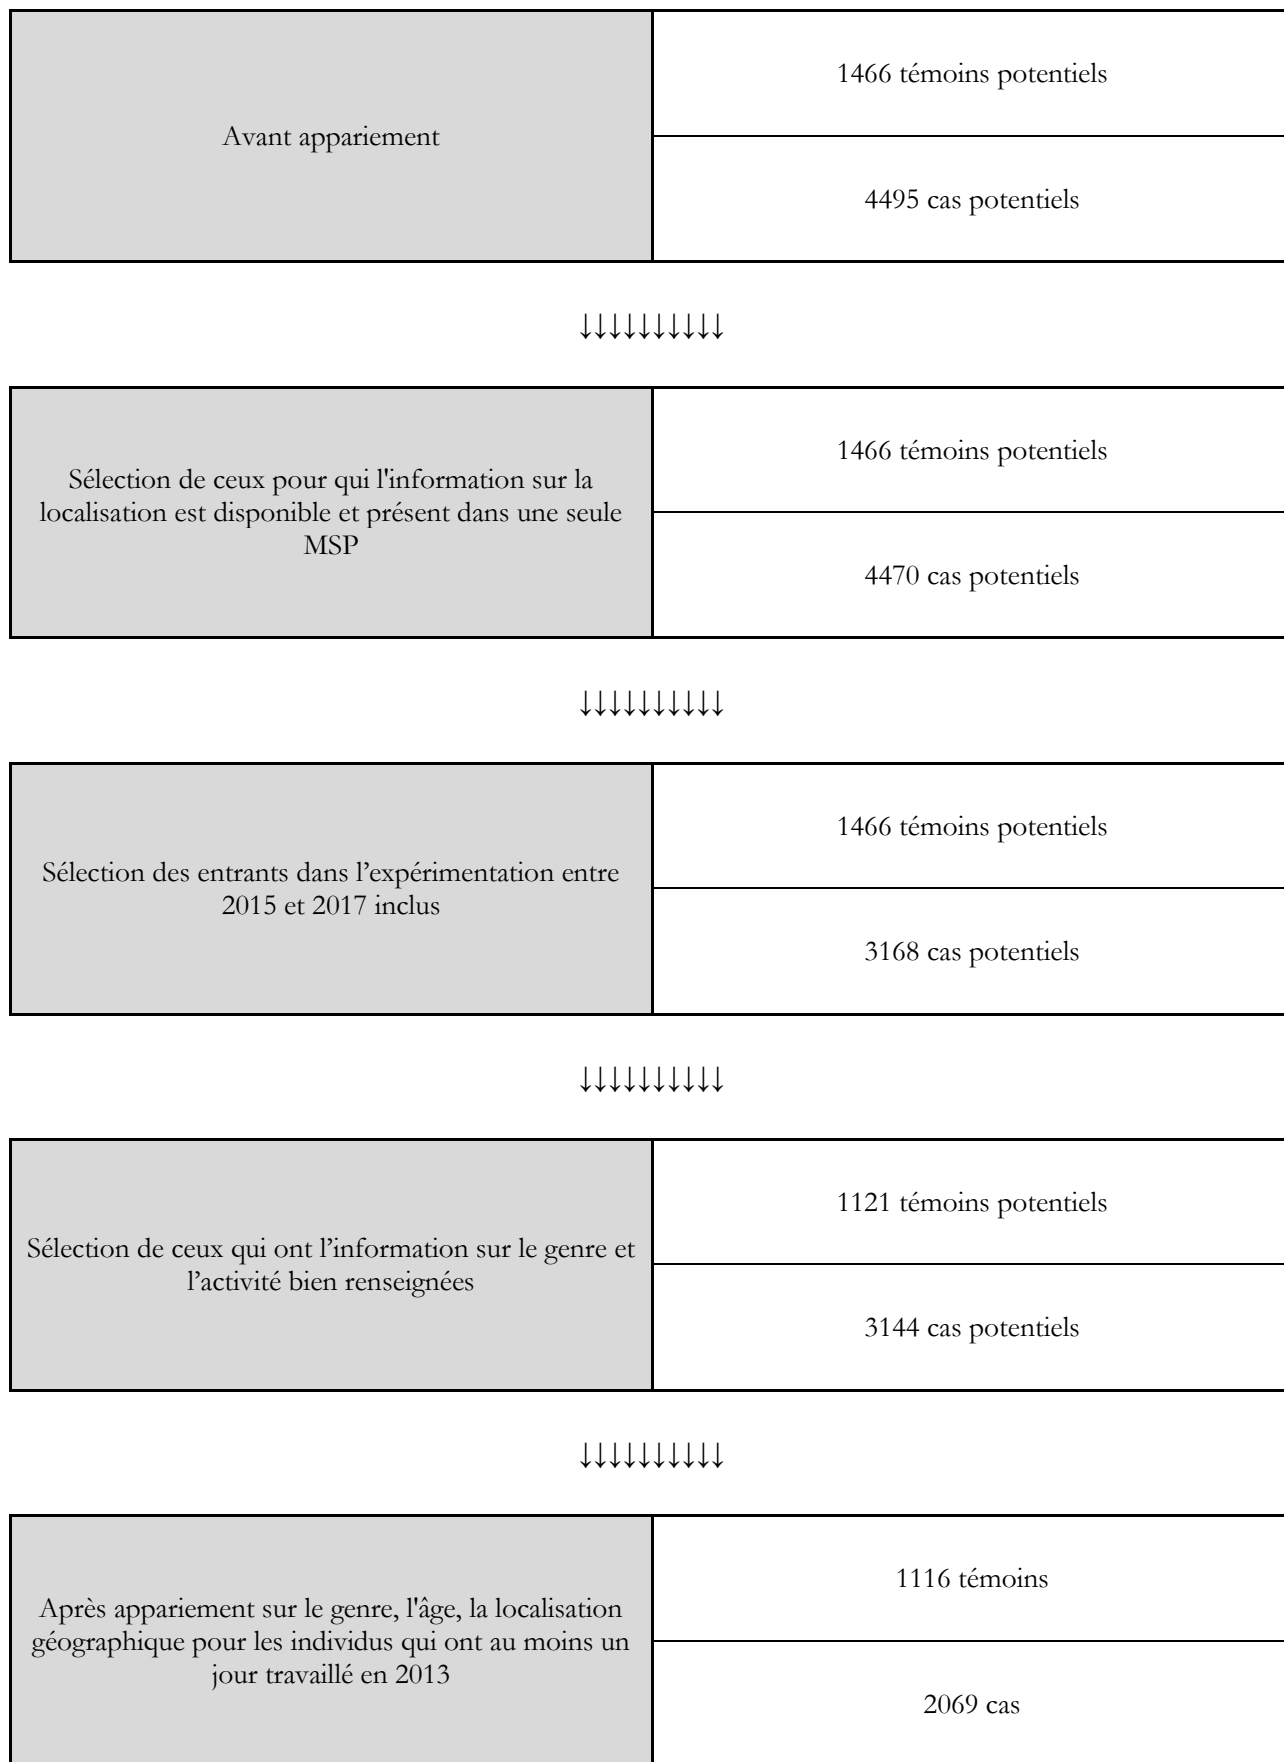 Avant appariement
1466 témoins potentiels
4495 cas potentiels
↓↓↓↓↓↓↓↓↓↓
Sélection de ceux pour qui l'information sur la
localisation est disponible et présent dans une seule
MSP
1466 témoins potentiels
4470 cas potentiels
↓↓↓↓↓↓↓↓↓↓
Sélection des entrants dans l’expérimentation entre
2015 et 2017 inclus
1466 témoins potentiels
3168 cas potentiels
↓↓↓↓↓↓↓↓↓↓
Sélection de ceux qui ont l’information sur le genre et
l’activité bien renseignées
1121 témoins potentiels
3144 cas potentiels
↓↓↓↓↓↓↓↓↓↓
Après appariement sur le genre, l'âge, la localisation
géographique pour les individus qui ont au moins un
jour travaillé en 2013
1116 témoins
2069 cas